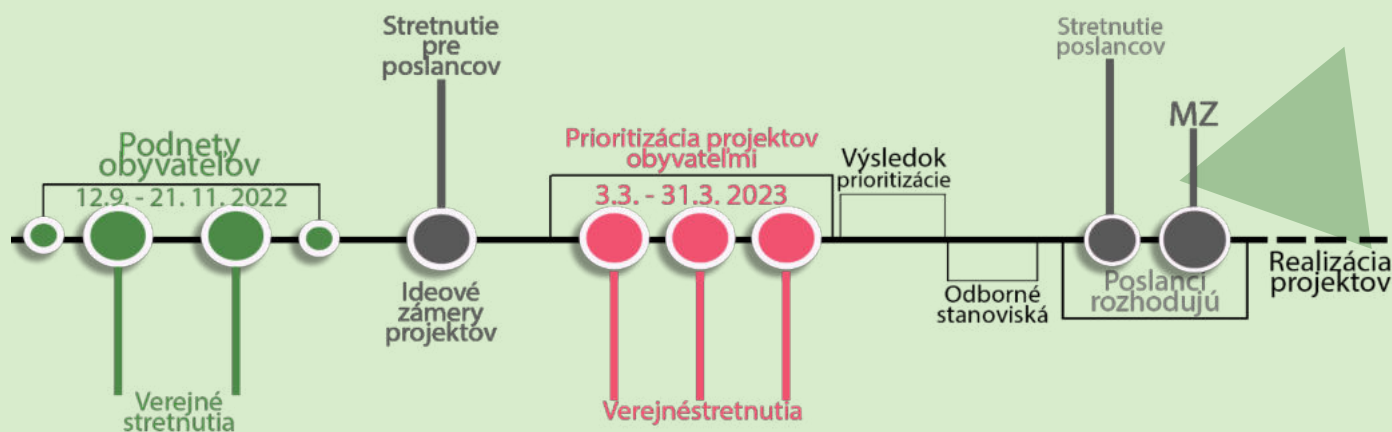 Podnety
obyvateľov
12.9. - 21. 11. 2022
Verejné
stretnutia
Stretnutie
pre
poslancov
Ideové
zámery
projektov
Prioritizácia projektov
obyvateľmi
3.3. - 31.3. 2023
Verejnéstretnutia
Výsledok
prioritizácie
Odborné
stanoviská
Stretnutie
poslancov
MZ
Poslanci
rozhodujú
Realizácia
projektov